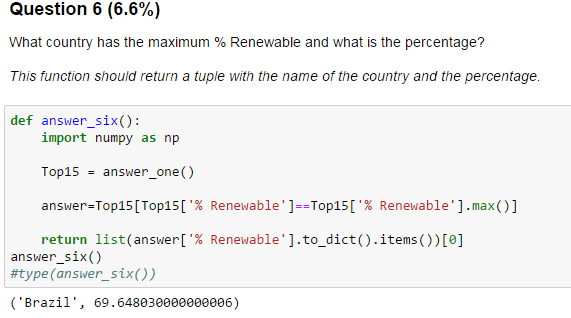 Question 6 (6.6%)
What country has the maximum % Renewable and what is the percentage?
This function should return a tuple with the name of the country and the percentage.
def answer_six():
    import numpy as np
    Top15 = answer_one()
    answer=Top15[Top15['% Renewable']==Top15['% Renewable'].max()]
    return list(answer['% Renewable'].to_dict().items())[0]
answer_six()
#type(answer_six())
('Brazil', 69.648030000000006)